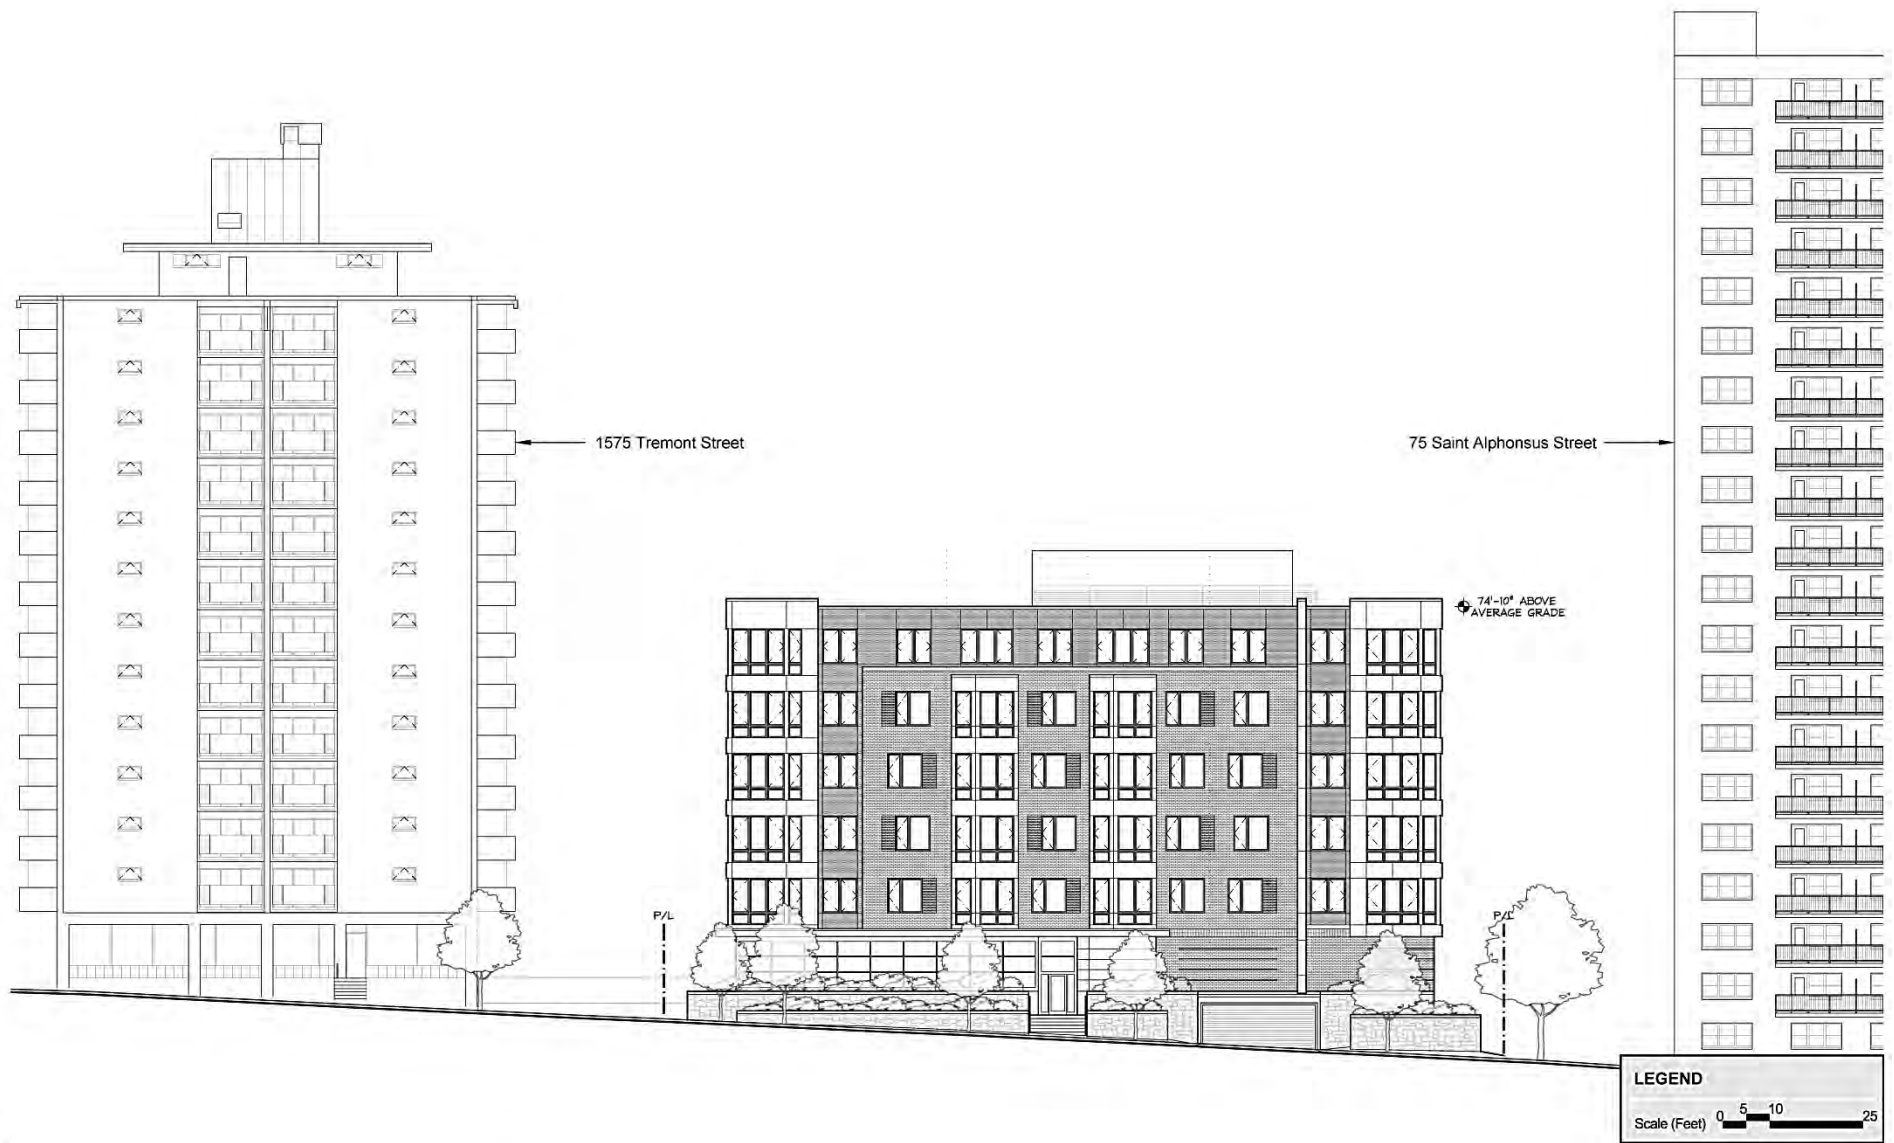 1575 Tremont Street
75 Saint Alphonsus Street
74'-10" ABOVE
AVERAGE GRADE
P/L
P/L
LEGEND
Scale (Feet)
0 5 10 25